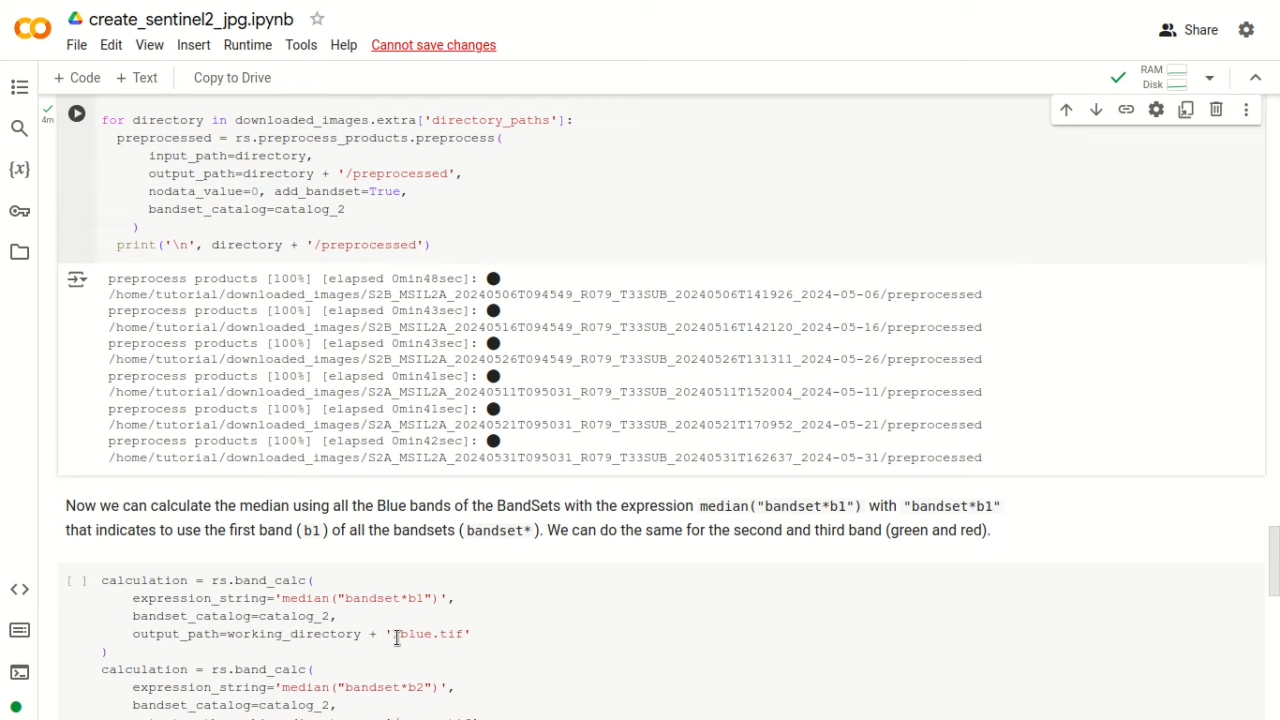 create_sentinel2_jpg.ipynb
File Edit View Insert Runtime Tools Help Cannot save changes
Share
+ Code + Text Copy to Drive
RAM
Disk
4m
for directory in downloaded_images.extra['directory_paths']:
preprocessed = rs.preprocess_products.preprocess(
input_path=directory,
output_path=directory + '/preprocessed',
nodata_value=0, add_bandset=True,
bandset_catalog=catalog_2
)
print('\n', directory + '/preprocessed')
preprocess products [100%] [elapsed 0min48sec]: ●
/home/tutorial/downloaded_images/S2B_MSIL2A_20240506T094549_R079_T33SUB_20240506T141926_2024-05-06/preprocessed
preprocess products [100%] [elapsed 0min43sec]: ●
/home/tutorial/downloaded_images/S2B_MSIL2A_20240516T094549_R079_T33SUB_20240516T142120_2024-05-16/preprocessed
preprocess products [100%] [elapsed 0min43sec]: ●
/home/tutorial/downloaded_images/S2B_MSIL2A_20240526T094549_R079_T33SUB_20240526T131311_2024-05-26/preprocessed
preprocess products [100%] [elapsed 0min41sec]: ●
/home/tutorial/downloaded_images/S2A_MSIL2A_20240511T095031_R079_T33SUB_20240511T152004_2024-05-11/preprocessed
preprocess products [100%] [elapsed 0min41sec]: ●
/home/tutorial/downloaded_images/S2A_MSIL2A_20240521T095031_R079_T33SUB_20240521T170952_2024-05-21/preprocessed
preprocess products [100%] [elapsed 0min42sec]: ●
/home/tutorial/downloaded_images/S2A_MSIL2A_20240531T095031_R079_T33SUB_20240531T162637_2024-05-31/preprocessed
Now we can calculate the median using all the Blue bands of the BandSets with the expression median("bandset*b1") with "bandset*b1"
that indicates to use the first band (b1) of all the bandsets (bandset*). We can do the same for the second and third band (green and red).
[ ] calculation = rs.band_calc(
expression_string='median("bandset*b1")',
bandset_catalog=catalog_2,
output_path=working_directory + '/blue.tif'
)
calculation = rs.band_calc(
expression_string='median("bandset*b2")',
bandset_catalog=catalog_2,